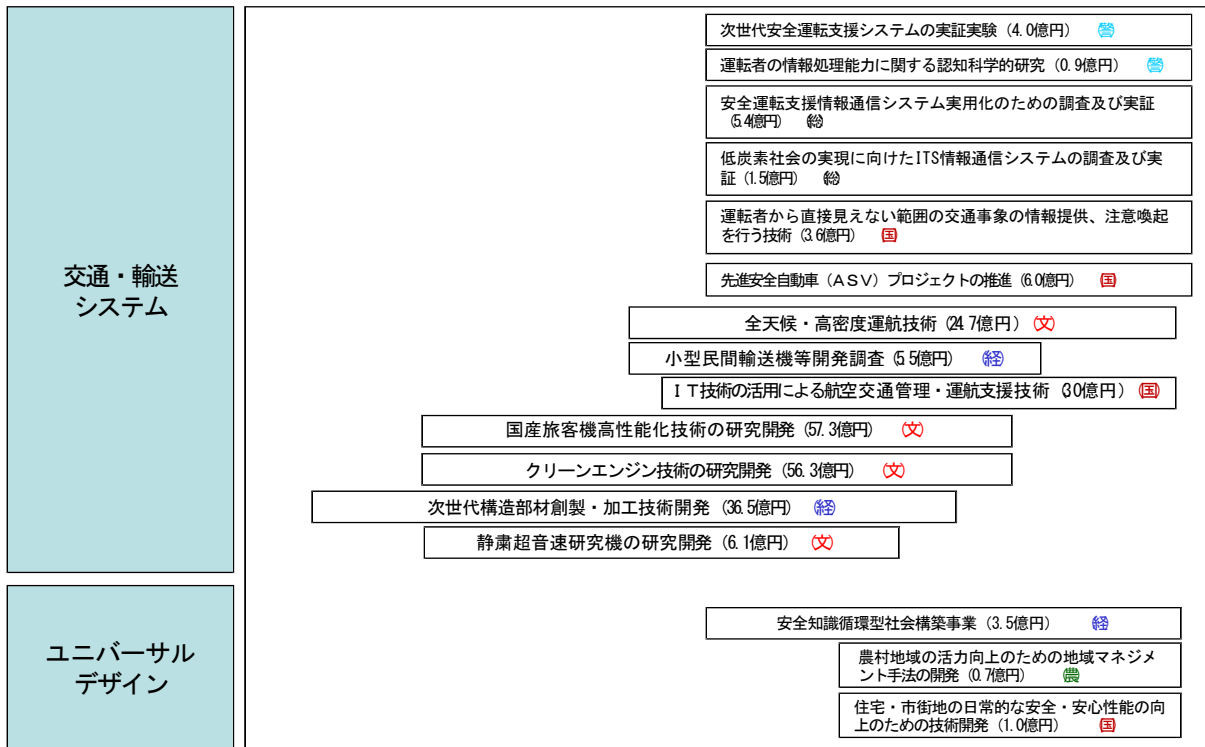 交通・輸送
システム
次世代安全運転支援システムの実証実験（4.0億円）　㊕警
運転者の情報処理能力に関する認知科学的研究（0.9億円）　(警)
安全運転支援情報通信システム実用化のための調査及び実証
（5.4億円）　(総)
低炭素社会の実現に向けたITS情報通信システムの調査及び実
証（1.5億円）　(総)
運転者から直接見えない範囲の交通事象の情報提供、注意喚起
を行う技術（3.6億円）　(国)
先進安全自動車（ＡＳＶ）プロジェクトの推進（6.0億円）　(国)
全天候・高密度運航技術（24.7億円）(文)
小型民間輸送機等開発調査（5.5億円）　(経)
ＩＴ技術の活用による航空交通管理・運航支援技術（30億円）(国)
国産旅客機高性能化技術の研究開発（57.3億円）　(文)
クリーンエンジン技術の研究開発（56.3億円）　(文)
次世代構造部材創製・加工技術開発（36.5億円）　(経)
静粛超音速研究機の研究開発（6.1億円）　(文)
ユニバーサル
デザイン
安全知識循環型社会構築事業（3.5億円）　(経)
農村地域の活力向上のための地域マネジメ
ント手法の開発（0.7億円）　(農)
住宅・市街地の日常的な安全・安心性能の向
上のための技術開発（1.0億円）　(国)